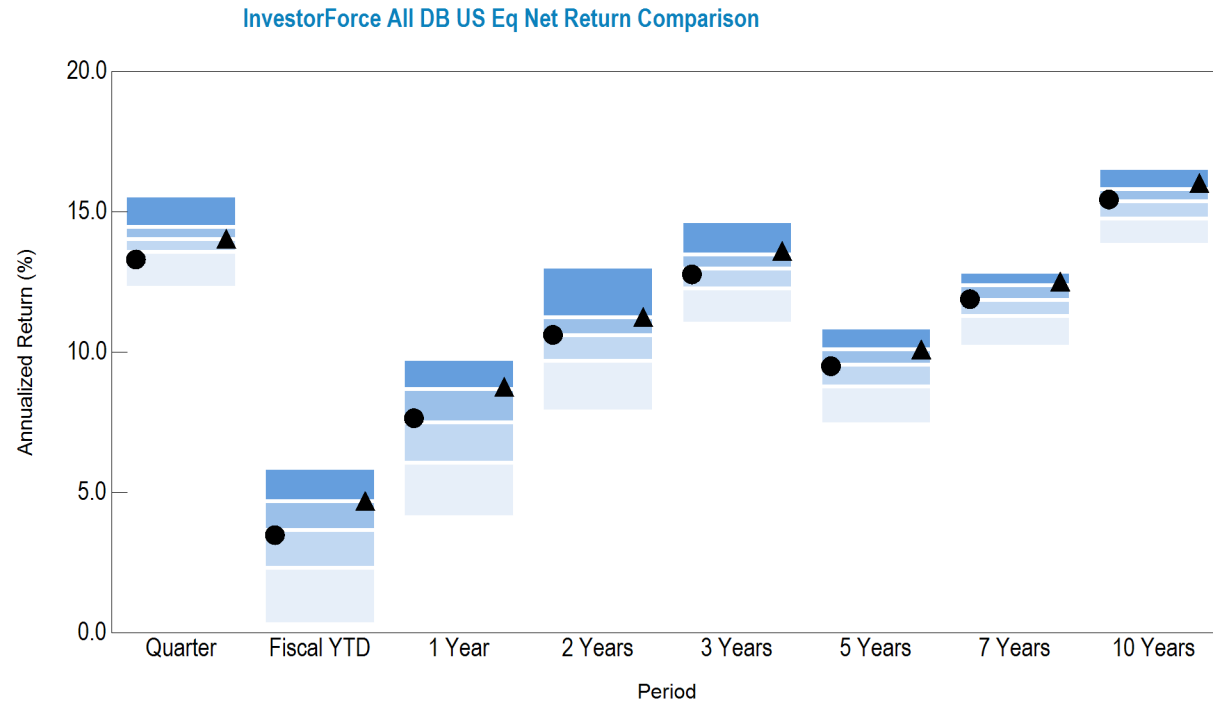 InvestorForce All DB US Eq Net Return Comparison
20.0
15.0
10.0
5.0
0.0
Annualized Return (%)
Quarter Fiscal YTD 1 Year 2 Years 3 Years 5 Years 7 Years 10 Years
Period